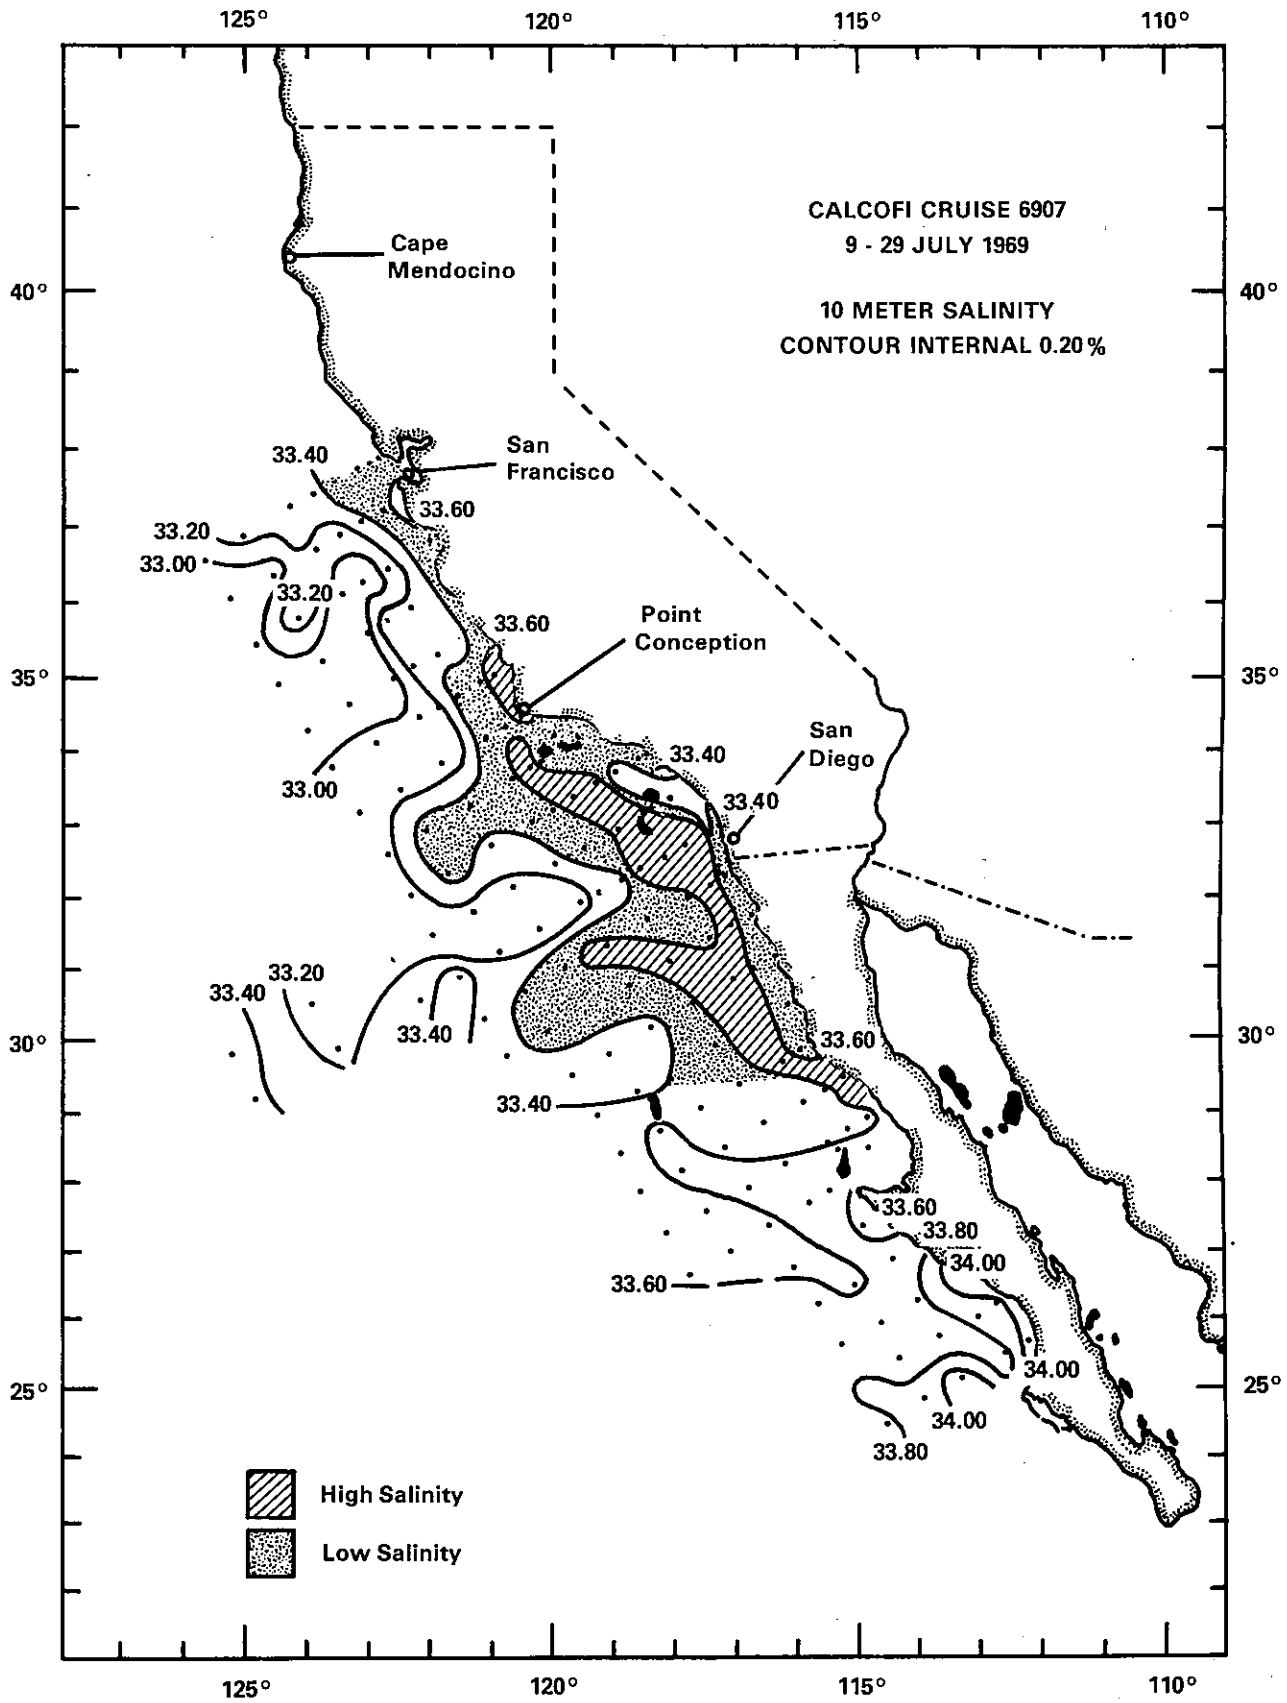 125° 120° 115° 110°
CALCOFI CRUISE 6907
9 - 29 JULY 1969
Cape
Mendocino
40° 40°
10 METER SALINITY
CONTOUR INTERNAL 0.20%
San
Francisco
33.40
33.60
33.20
33.00
33.20
33.60
Point
Conception
35° 35°
San
Diego
33.40
33.00
33.40
33.20
33.40
33.40
30° 30°
33.60
33.40
33.60
33.80
34.00
33.60
34.00
25° 25°
34.00
33.80
High Salinity
Low Salinity
125° 120° 115° 110°